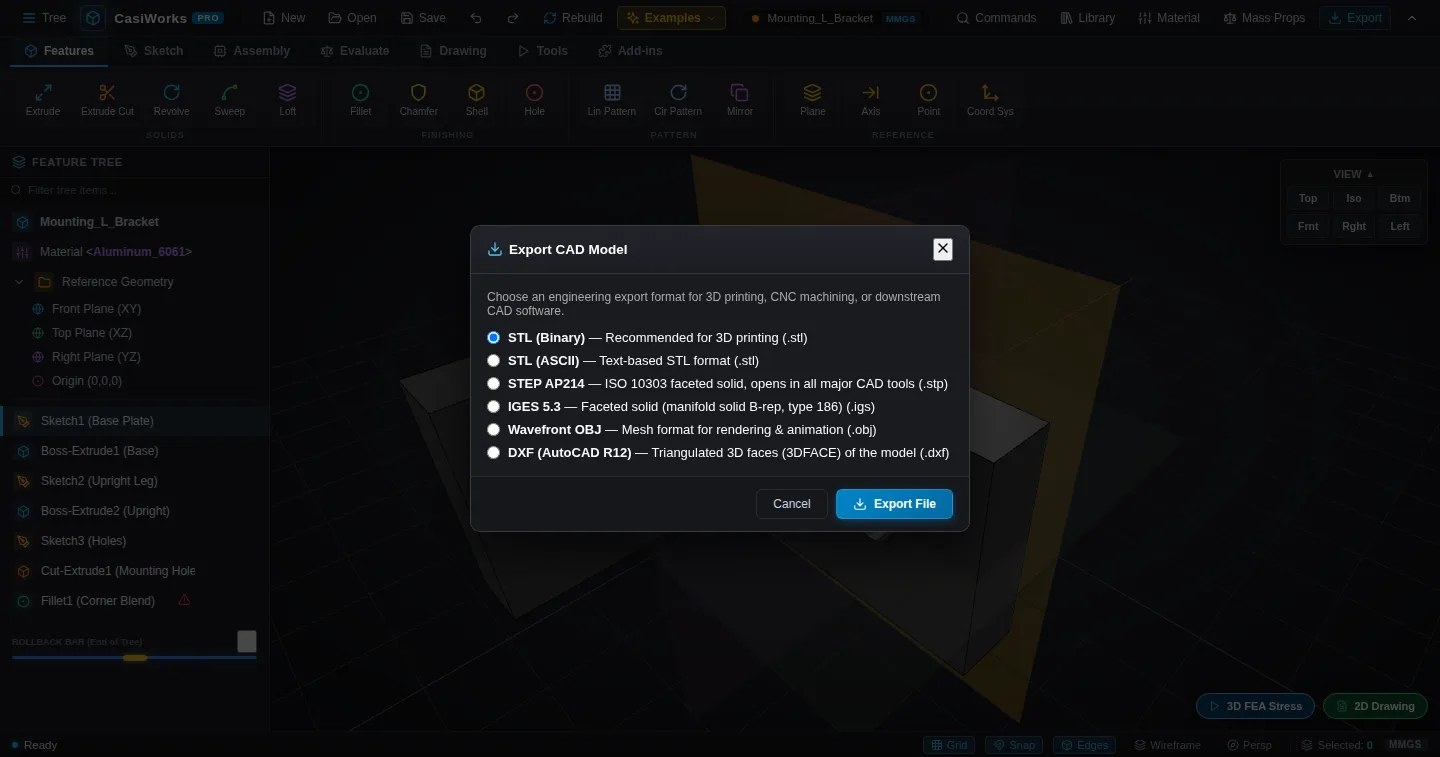 Tree
CasiWorks PRO
New
Open
Save
Rebuild
Examples
Mounting_L_Bracket MMGS
Commands
Library
Material
Mass Props
Export
Features
Sketch
Assembly
Evaluate
Drawing
Tools
Add-ins
Extrude
Extrude Cut
Revolve
Sweep
Loft
Fillet
Chamfer
Shell
Hole
Lin Pattern
Cir Pattern
Mirror
Plane
Axis
Point
Coord Sys
SOLIDS
FINISHING
PATTERN
REFERENCE
FEATURE TREE
Filter tree items...
Mounting_L_Bracket
Material <Aluminum_6061>
Reference Geometry
Front Plane (XY)
Top Plane (XZ)
Right Plane (YZ)
Origin (0,0,0)
Sketch1 (Base Plate)
Boss-Extrude1 (Base)
Sketch2 (Upright Leg)
Boss-Extrude2 (Upright)
Sketch3 (Holes)
Cut-Extrude1 (Mounting Hole
Fillet1 (Corner Blend)
ROLLBACK BAR (End of Tree)
VIEW ▲
Top
Iso
Btm
Frnt
Rght
Left
Export CAD Model
Choose an engineering export format for 3D printing, CNC machining, or downstream
CAD software.
STL (Binary) — Recommended for 3D printing (.stl)
STL (ASCII) — Text-based STL format (.stl)
STEP AP214 — ISO 10303 faceted solid, opens in all major CAD tools (.stp)
IGES 5.3 — Faceted solid (manifold solid B-rep, type 186) (.igs)
Wavefront OBJ — Mesh format for rendering & animation (.obj)
DXF (AutoCAD R12) — Triangulated 3D faces (3DFACE) of the model (.dxf)
Cancel
Export File
3D FEA Stress
2D Drawing
Ready
Grid
Snap
Edges
Wireframe
Persp
Selected: 0
MMGS